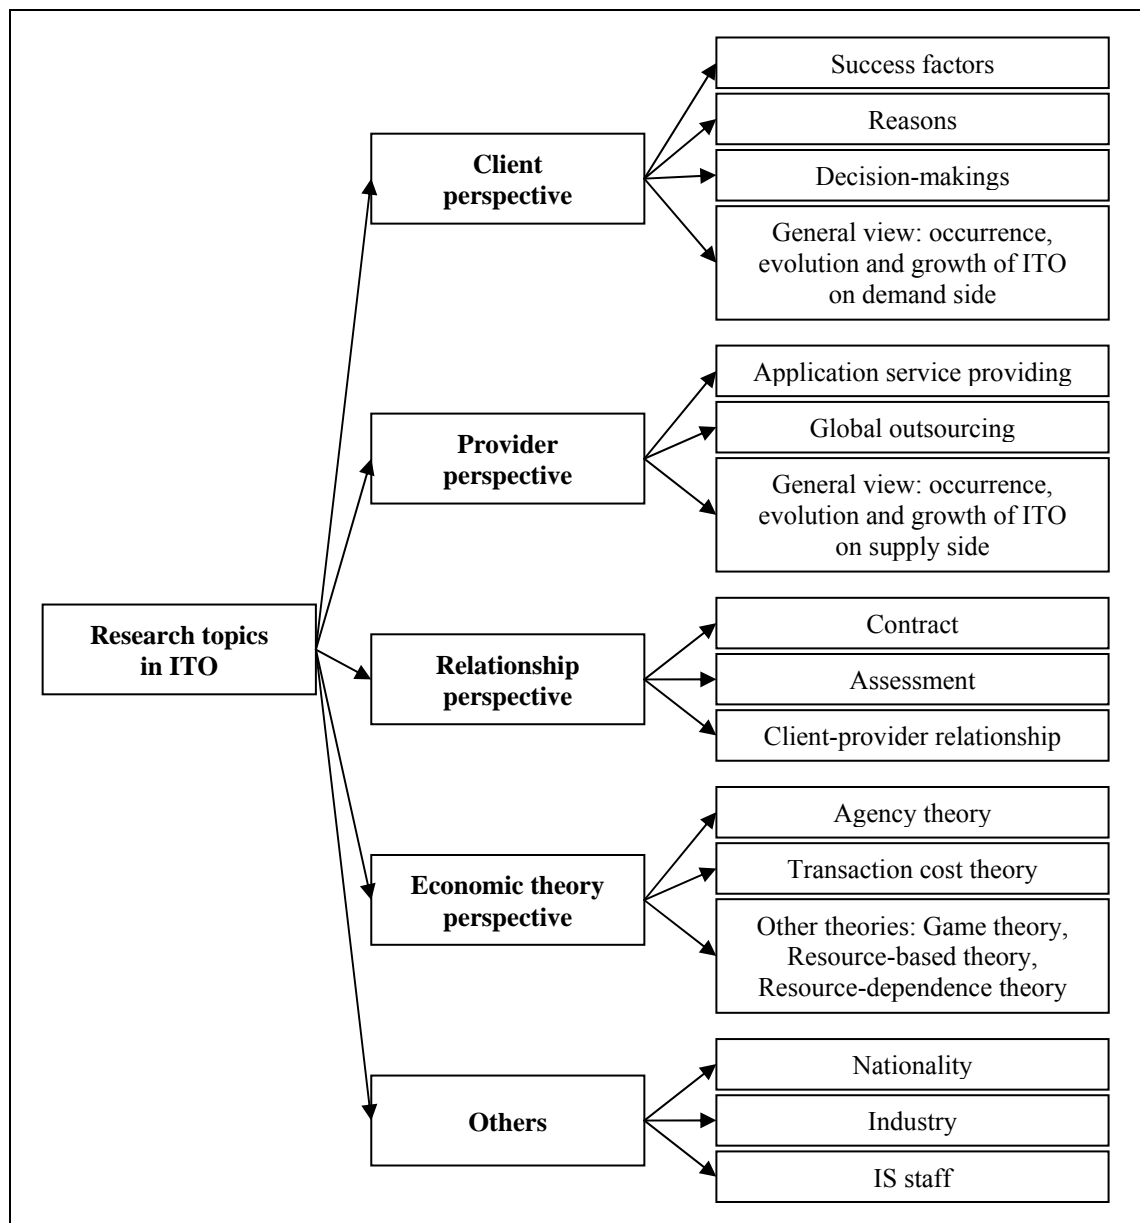 Research topics
in ITO
Client
perspective
Success factors
Reasons
Decision-makings
General view: occurrence,
evolution and growth of ITO
on demand side
Provider
perspective
Application service providing
Global outsourcing
General view: occurrence,
evolution and growth of ITO
on supply side
Relationship
perspective
Contract
Assessment
Client-provider relationship
Economic theory
perspective
Agency theory
Transaction cost theory
Other theories: Game theory,
Resource-based theory,
Resource-dependence theory
Others
Nationality
Industry
IS staff